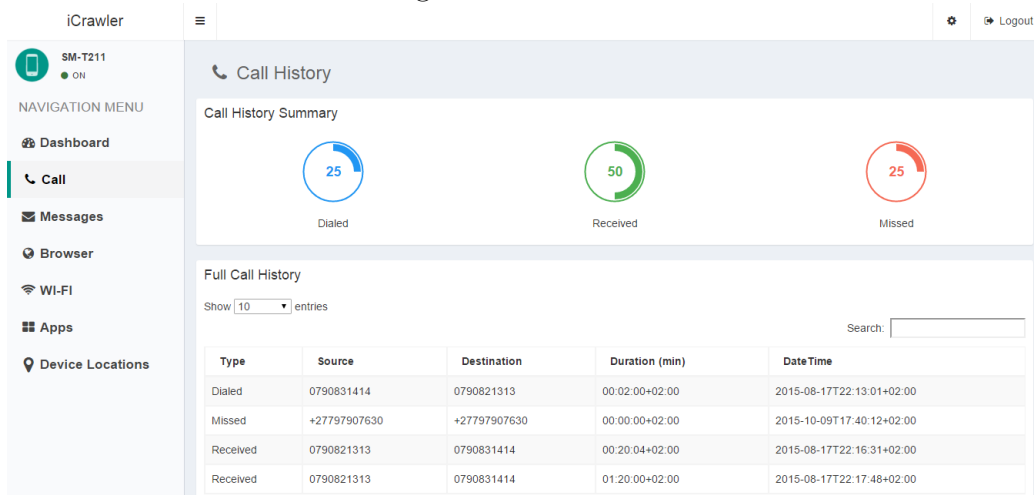 iCrawler
Logout
SM-T211
ON
NAVIGATION MENU
Dashboard
Call
Messages
Browser
WI-FI
Apps
Device Locations
Call History
Call History Summary
25 50 25
Dialed Received Missed
Full Call History
Show 10 entries
Search:
Type Source Destination Duration (min) DateTime
Dialed 0790831414 0790821313 00:02:00+02:00 2015-08-17T22:13:01+02:00
Missed +27797907630 +27797907630 00:00:00+02:00 2015-10-09T17:40:12+02:00
Received 0790821313 0790831414 00:20:04+02:00 2015-08-17T22:16:31+02:00
Received 0790821313 0790831414 01:20:00+02:00 2015-08-17T22:17:48+02:00